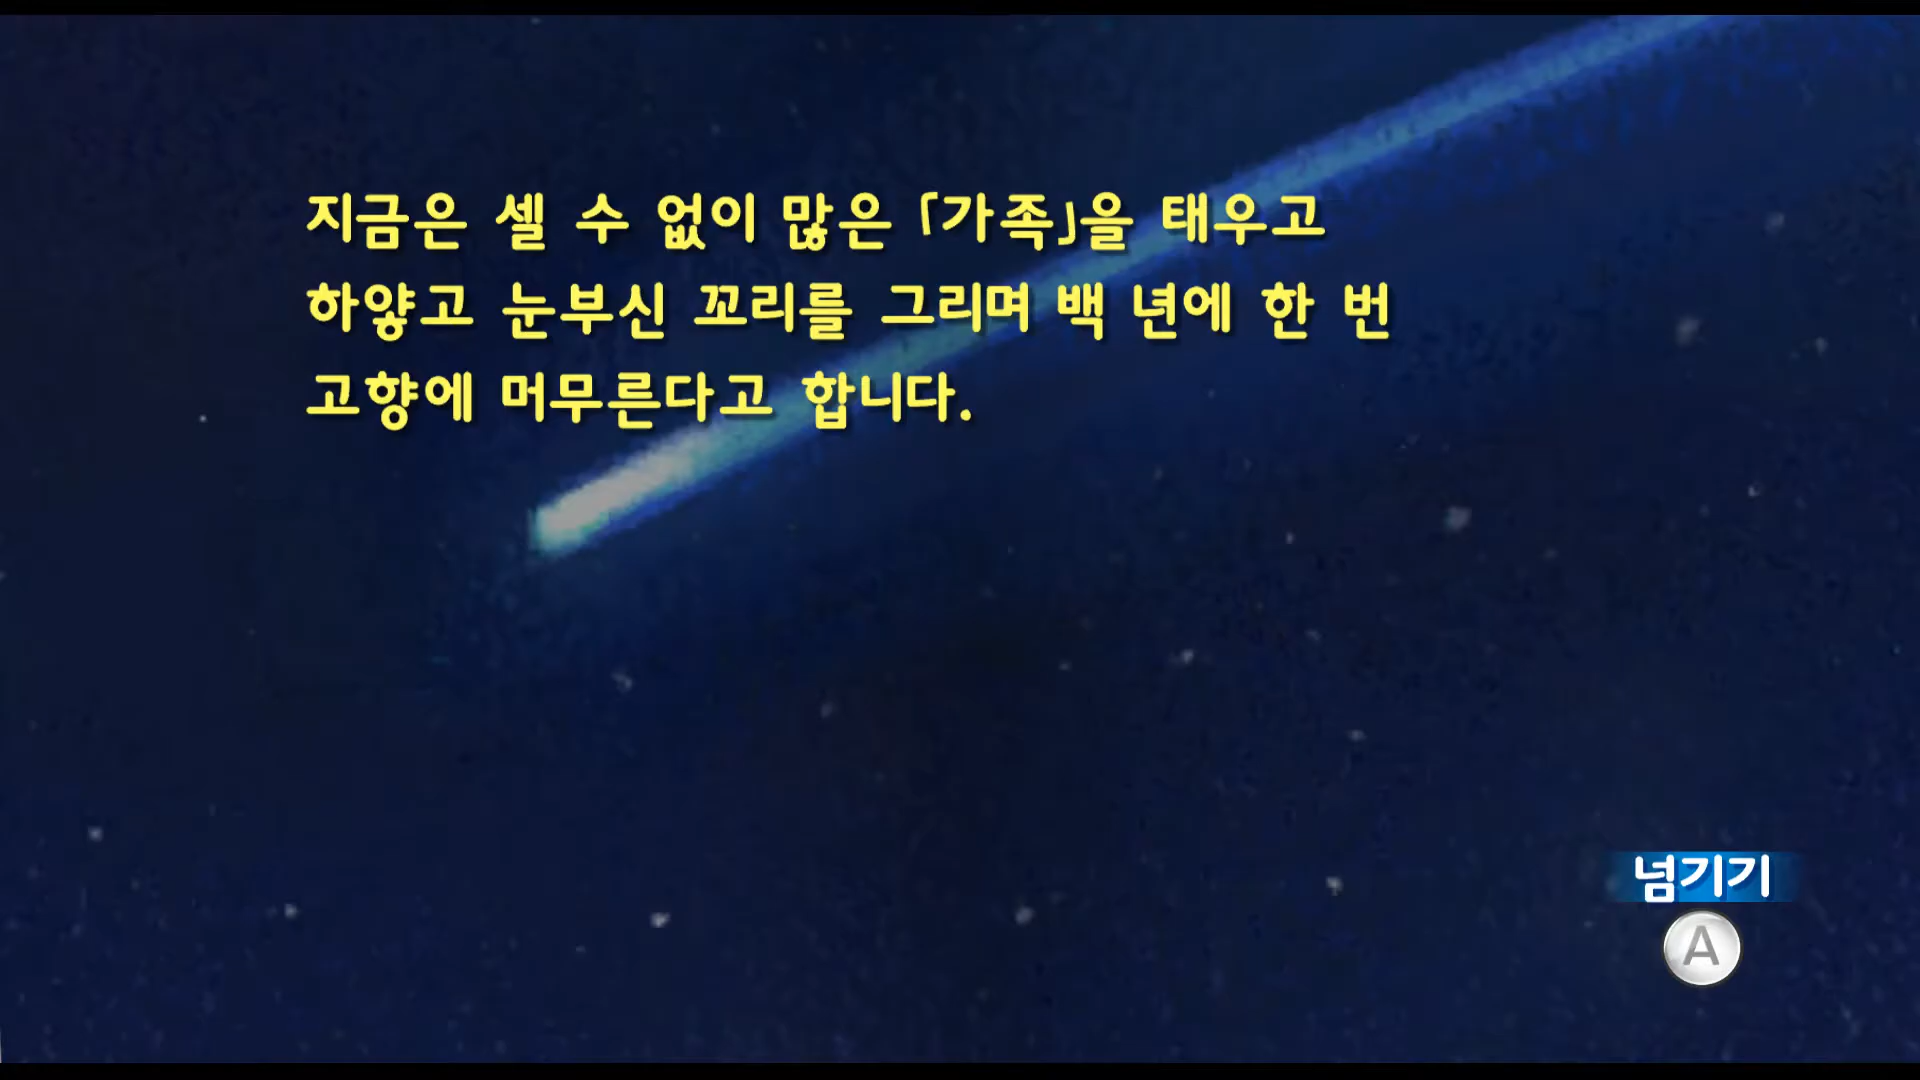 지금은 셀 수 없이 많은 「가족」을 태우고
하얗고 눈부신 꼬리를 그리며 백 년에 한 번
고향에 머무른다고 합니다.
넘기기
A